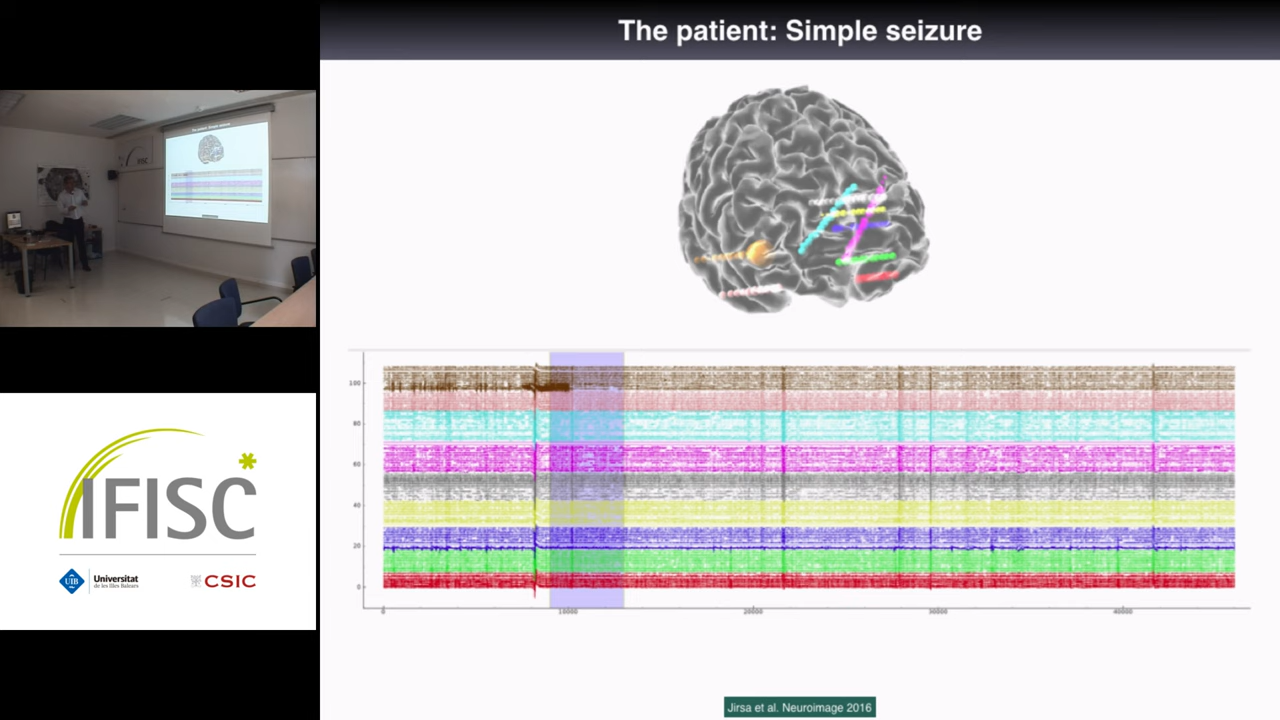 The patient: Simple seizure
100
80
60
40
20
0
0 10000 20000 30000 40000
Jirsa et al. Neuroimage 2016
IFISC
UIB Universitat
de les Illes Balears
CSIC